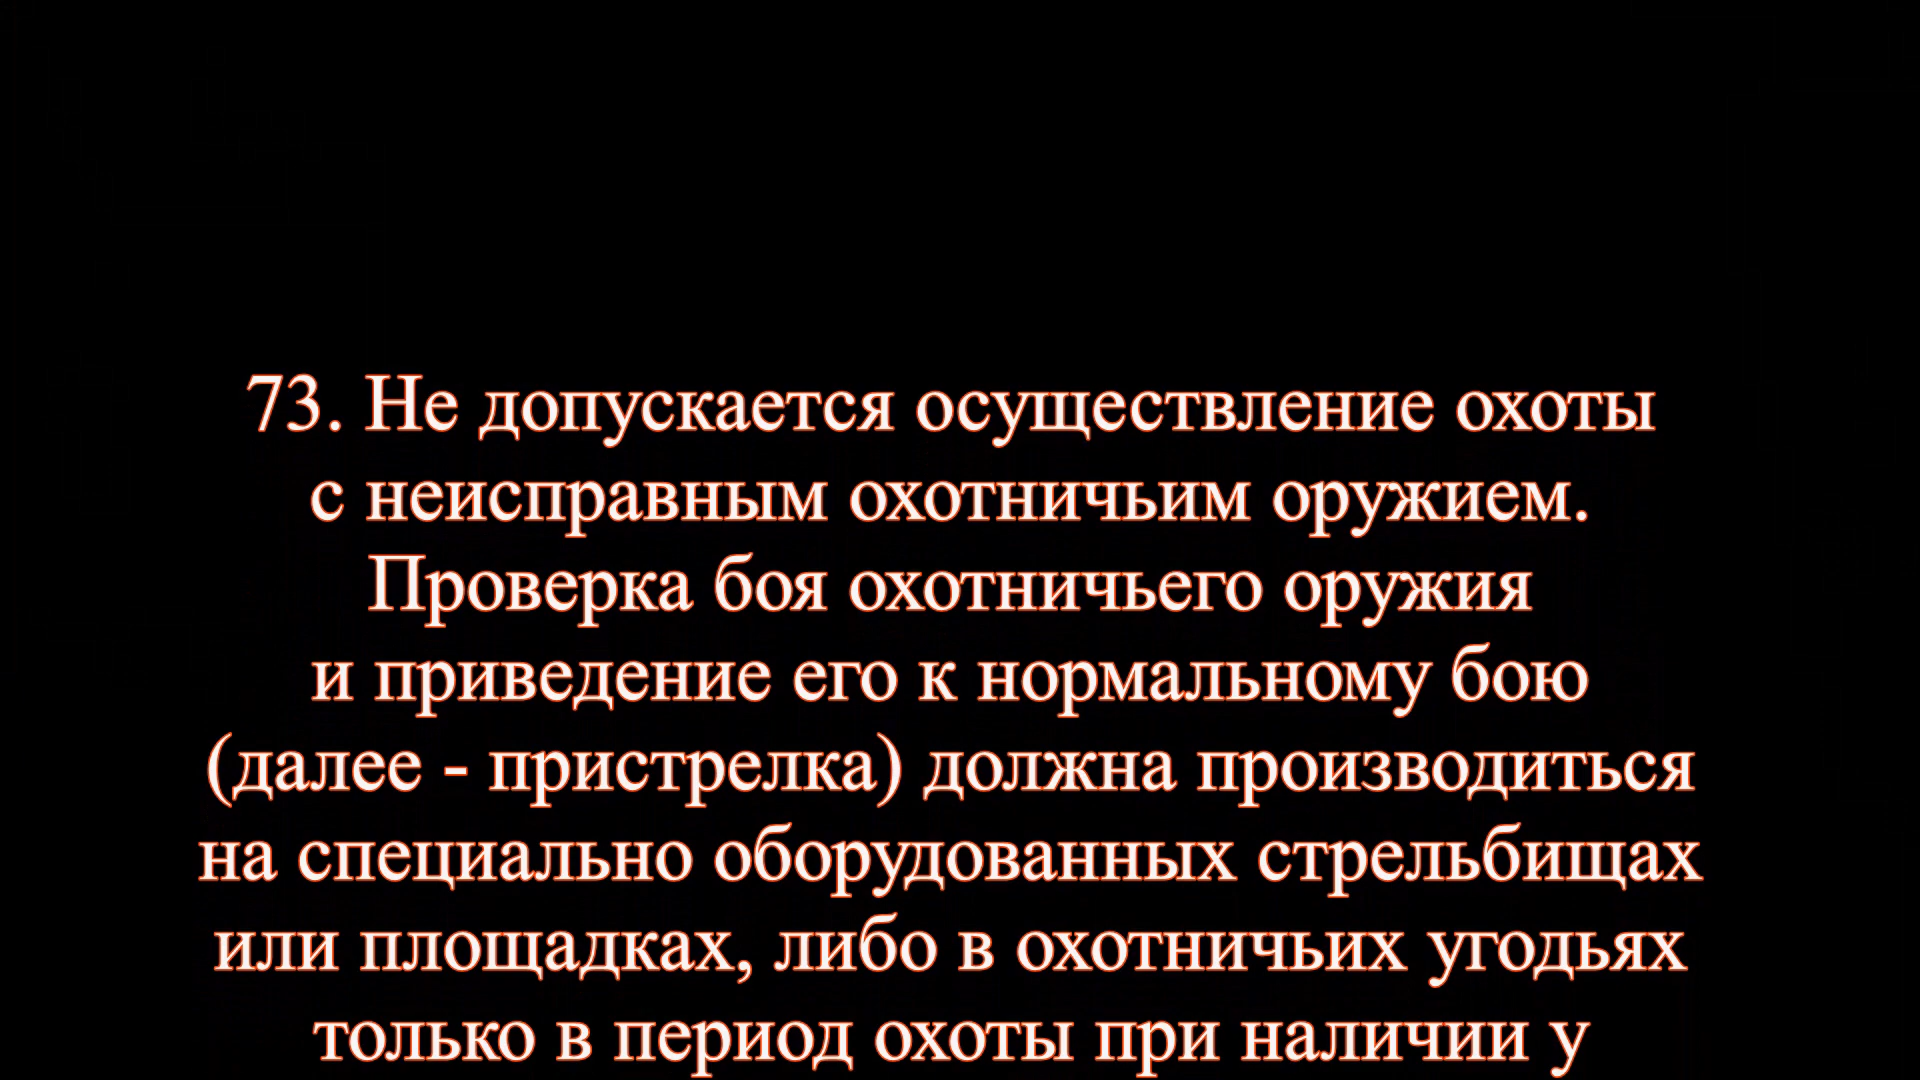 73. Не допускается осуществление охоты
с неисправным охотничьим оружием.
Проверка боя охотничьего оружия
и приведение его к нормальному бою
(далее - пристрелка) должна производиться
на специально оборудованных стрельбищах
или площадках, либо в охотничьих угодьях
только в период охоты при наличии у